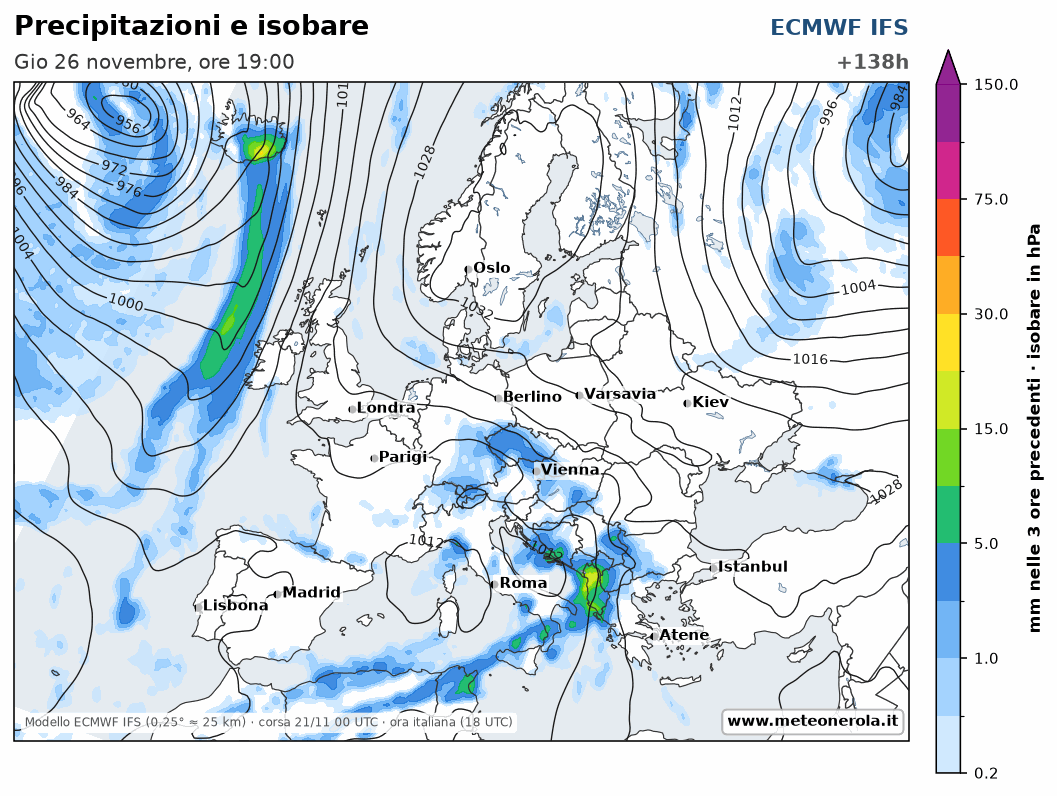 Precipitazioni e isobare
ECMWF IFS
Gio 26 novembre, ore 19:00
+138h
964
956
972
976
984
1004
1000
1028
1012
996
984
1004
1016
1032
1028
1012
1012
Oslo
Londra
Berlino
Varsavia
Kiev
Parigi
Vienna
Roma
Istanbul
Madrid
Lisbona
Atene
Modello ECMWF IFS (0,25° ≈ 25 km) · corsa 21/11 00 UTC · ora italiana (18 UTC)
www.meteonerola.it
150.0
75.0
30.0
15.0
5.0
1.0
0.2
mm nelle 3 ore precedenti · isobare in hPa